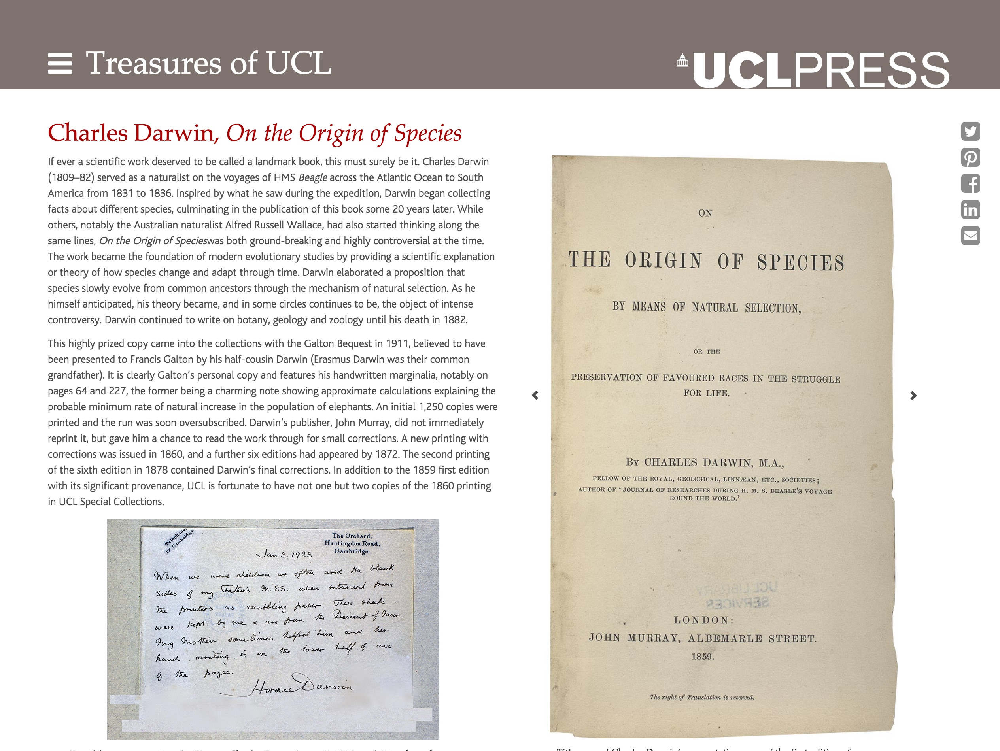 Treasures of UCL
UCLPRESS
Charles Darwin, On the Origin of Species
If ever a scientific work deserved to be called a landmark book, this must surely be it. Charles Darwin
(1809–82) served as a naturalist on the voyages of HMS Beagle across the Atlantic Ocean to South
America from 1831 to 1836. Inspired by what he saw during the expedition, Darwin began collecting
facts about different species, culminating in the publication of this book some 20 years later. While
others, notably the Australian naturalist Alfred Russell Wallace, had also started thinking along the
same lines, On the Origin of Specieswas both ground-breaking and highly controversial at the time.
The work became the foundation of modern evolutionary studies by providing a scientific explanation
or theory of how species change and adapt through time. Darwin elaborated a proposition that
species slowly evolve from common ancestors through the mechanism of natural selection. As he
himself anticipated, his theory became, and in some circles continues to be, the object of intense
controversy. Darwin continued to write on botany, geology and zoology until his death in 1882.
This highly prized copy came into the collections with the Galton Bequest in 1911, believed to have
been presented to Francis Galton by his half-cousin Darwin (Erasmus Darwin was their common
grandfather). It is clearly Galton’s personal copy and features his handwritten marginalia, notably on
pages 64 and 227, the former being a charming note showing approximate calculations explaining the
probable minimum rate of natural increase in the population of elephants. An initial 1,250 copies were
printed and the run was soon oversubscribed. Darwin’s publisher, John Murray, did not immediately
reprint it, but gave him a chance to read the work through for small corrections. A new printing with
corrections was issued in 1860, and a further six editions had appeared by 1872. The second printing
of the sixth edition in 1878 contained Darwin’s final corrections. In addition to the 1859 first edition
with its significant provenance, UCL is fortunate to have not one but two copies of the 1860 printing
in UCL Special Collections.
Telephone.
17 Cambridge.
The Orchard,
Huntingdon Road,
Cambridge.
Jan 3. 1923.
When we were children we often used the blank
sides of my Father's M.SS. when returned from
the printers as scribbling paper. These sheets
were kept by me & are from the Descent of Man.
My Mother sometimes helped him and her
hand writing is on the lower half of one
of the pages.
Horace Darwin
ON
THE ORIGIN OF SPECIES
BY MEANS OF NATURAL SELECTION,
OR THE
PRESERVATION OF FAVOURED RACES IN THE STRUGGLE
FOR LIFE.
By CHARLES DARWIN, M.A.,
FELLOW OF THE ROYAL, GEOLOGICAL, LINNÆAN, ETC., SOCIETIES;
AUTHOR OF ‘JOURNAL OF RESEARCHES DURING H. M. S. BEAGLE’S VOYAGE
ROUND THE WORLD.’
UCL LIBRARY
SERVICES
LONDON:
JOHN MURRAY, ALBEMARLE STREET.
1859.
The right of Translation is reserved.